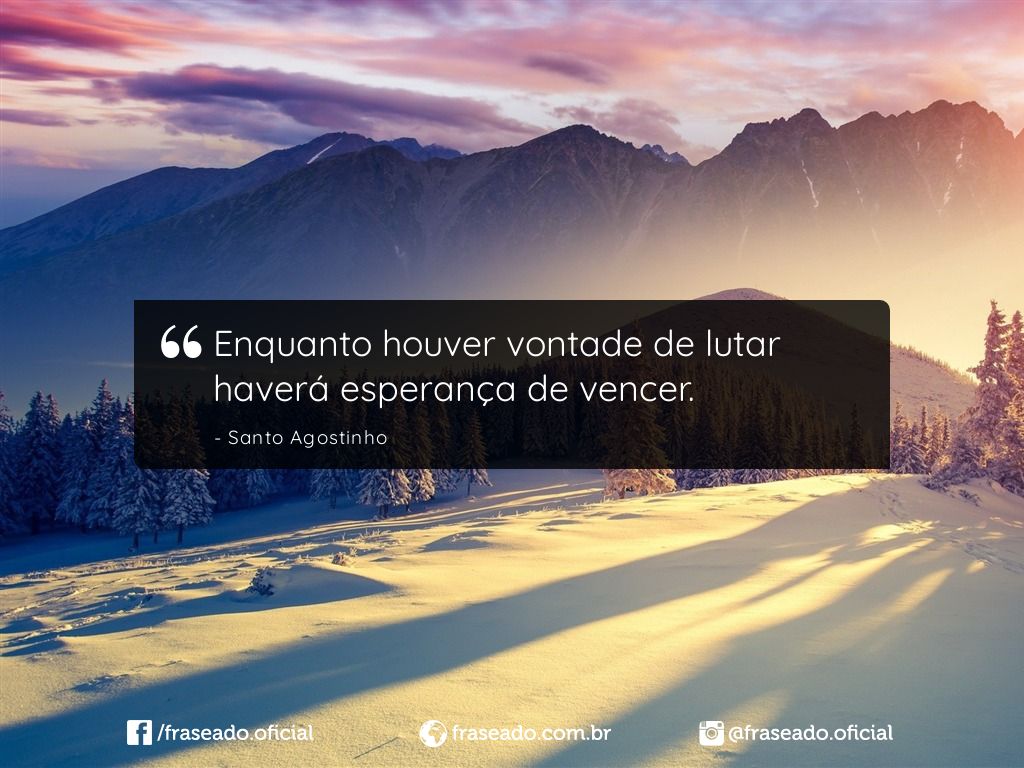 Enquanto houver vontade de lutar
haverá esperança de vencer.
- Santo Agostinho
/fraseado.oficial
fraseado.com.br
@fraseado.oficial